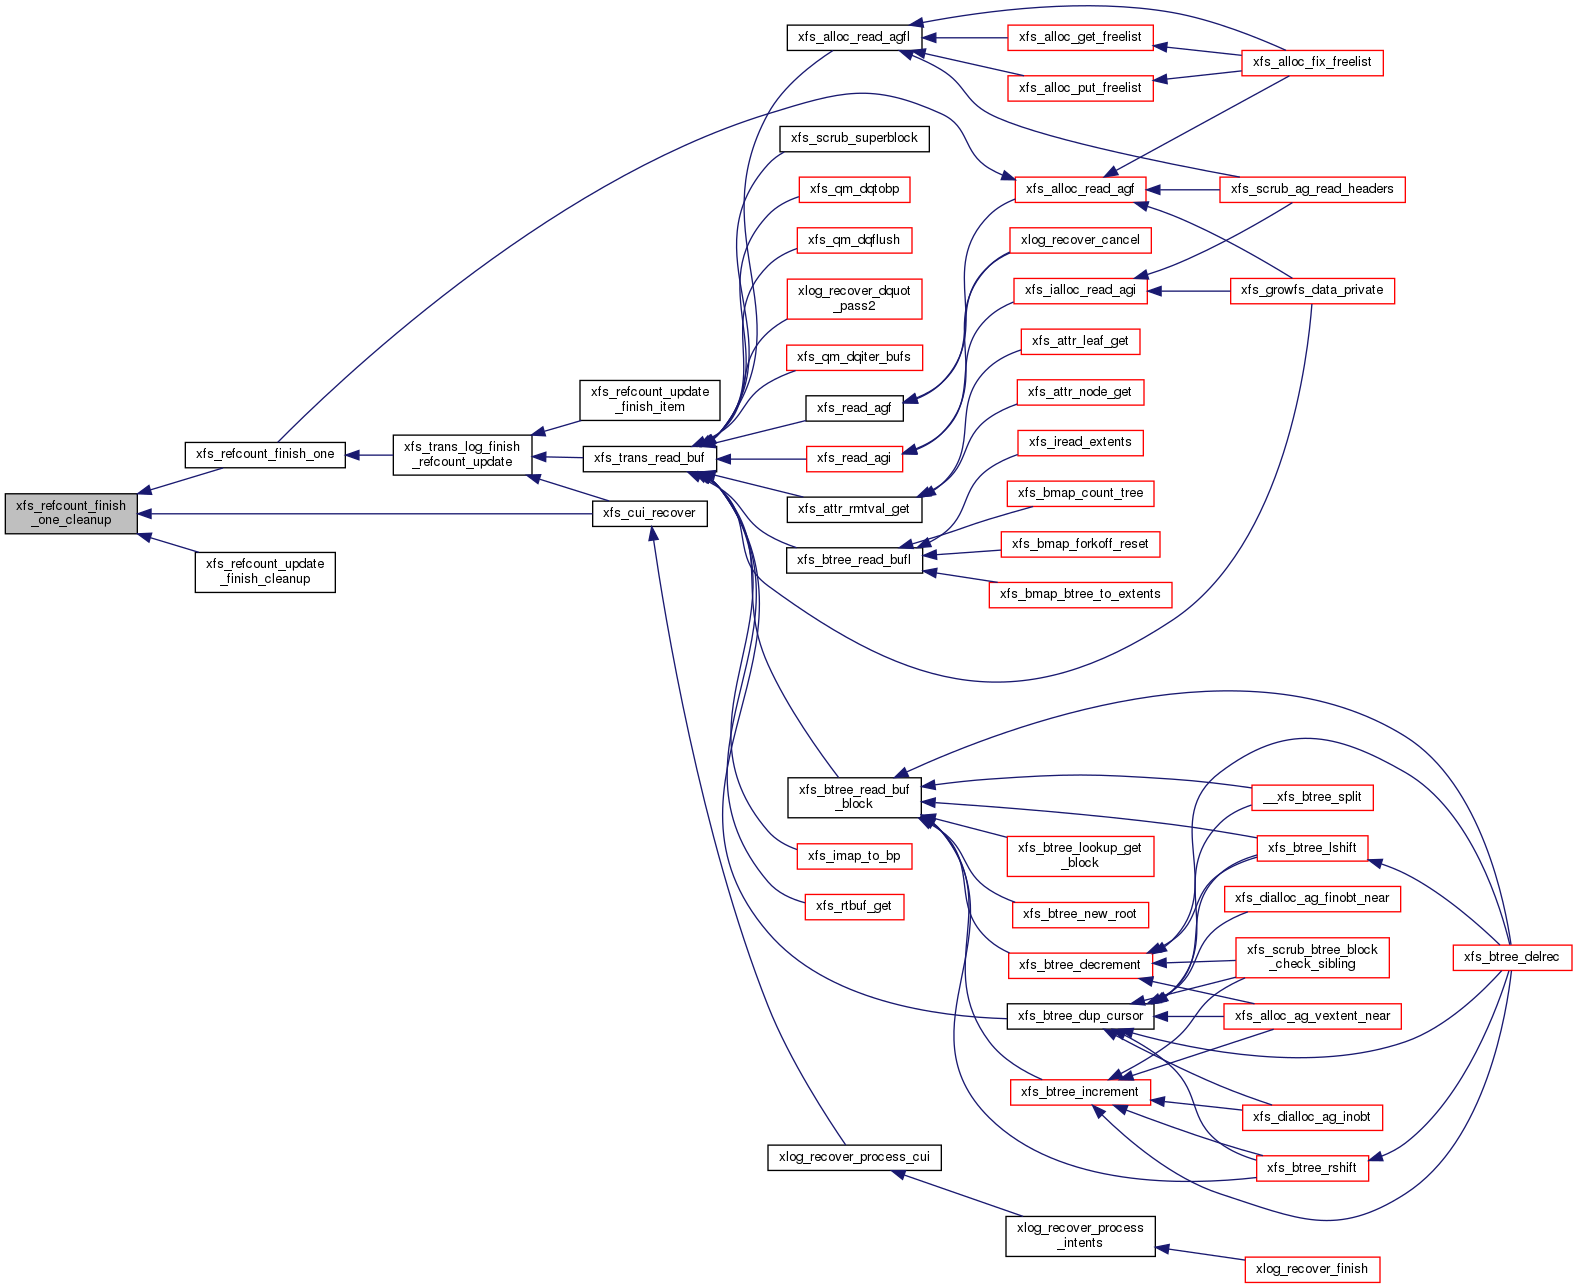 xfs_refcount_finish
_one_cleanup
xfs_refcount_finish_one
xfs_refcount_update
_finish_cleanup
xfs_trans_log_finish
_refcount_update
xfs_refcount_update
_finish_item
xfs_trans_read_buf
xfs_cui_recover
xfs_alloc_read_agfl
xfs_scrub_superblock
xfs_qm_dqtobp
xfs_qm_dqflush
xlog_recover_dquot
_pass2
xfs_qm_dqiter_bufs
xfs_read_agf
xfs_read_agi
xfs_attr_rmtval_get
xfs_btree_read_bufl
xfs_btree_read_buf
_block
xfs_imap_to_bp
xfs_rtbuf_get
xlog_recover_process_cui
xfs_alloc_get_freelist
xfs_alloc_put_freelist
xfs_alloc_read_agf
xlog_recover_cancel
xfs_ialloc_read_agi
xfs_attr_leaf_get
xfs_attr_node_get
xfs_iread_extents
xfs_bmap_count_tree
xfs_bmap_forkoff_reset
xfs_bmap_btree_to_extents
xfs_btree_lookup_get
_block
xfs_btree_new_root
xfs_btree_decrement
xfs_btree_dup_cursor
xfs_btree_increment
xlog_recover_process
_intents
xfs_alloc_fix_freelist
xfs_scrub_ag_read_headers
xfs_growfs_data_private
__xfs_btree_split
xfs_btree_lshift
xfs_dialloc_ag_finobt_near
xfs_scrub_btree_block
_check_sibling
xfs_alloc_ag_vextent_near
xfs_dialloc_ag_inobt
xfs_btree_rshift
xlog_recover_finish
xfs_btree_delrec